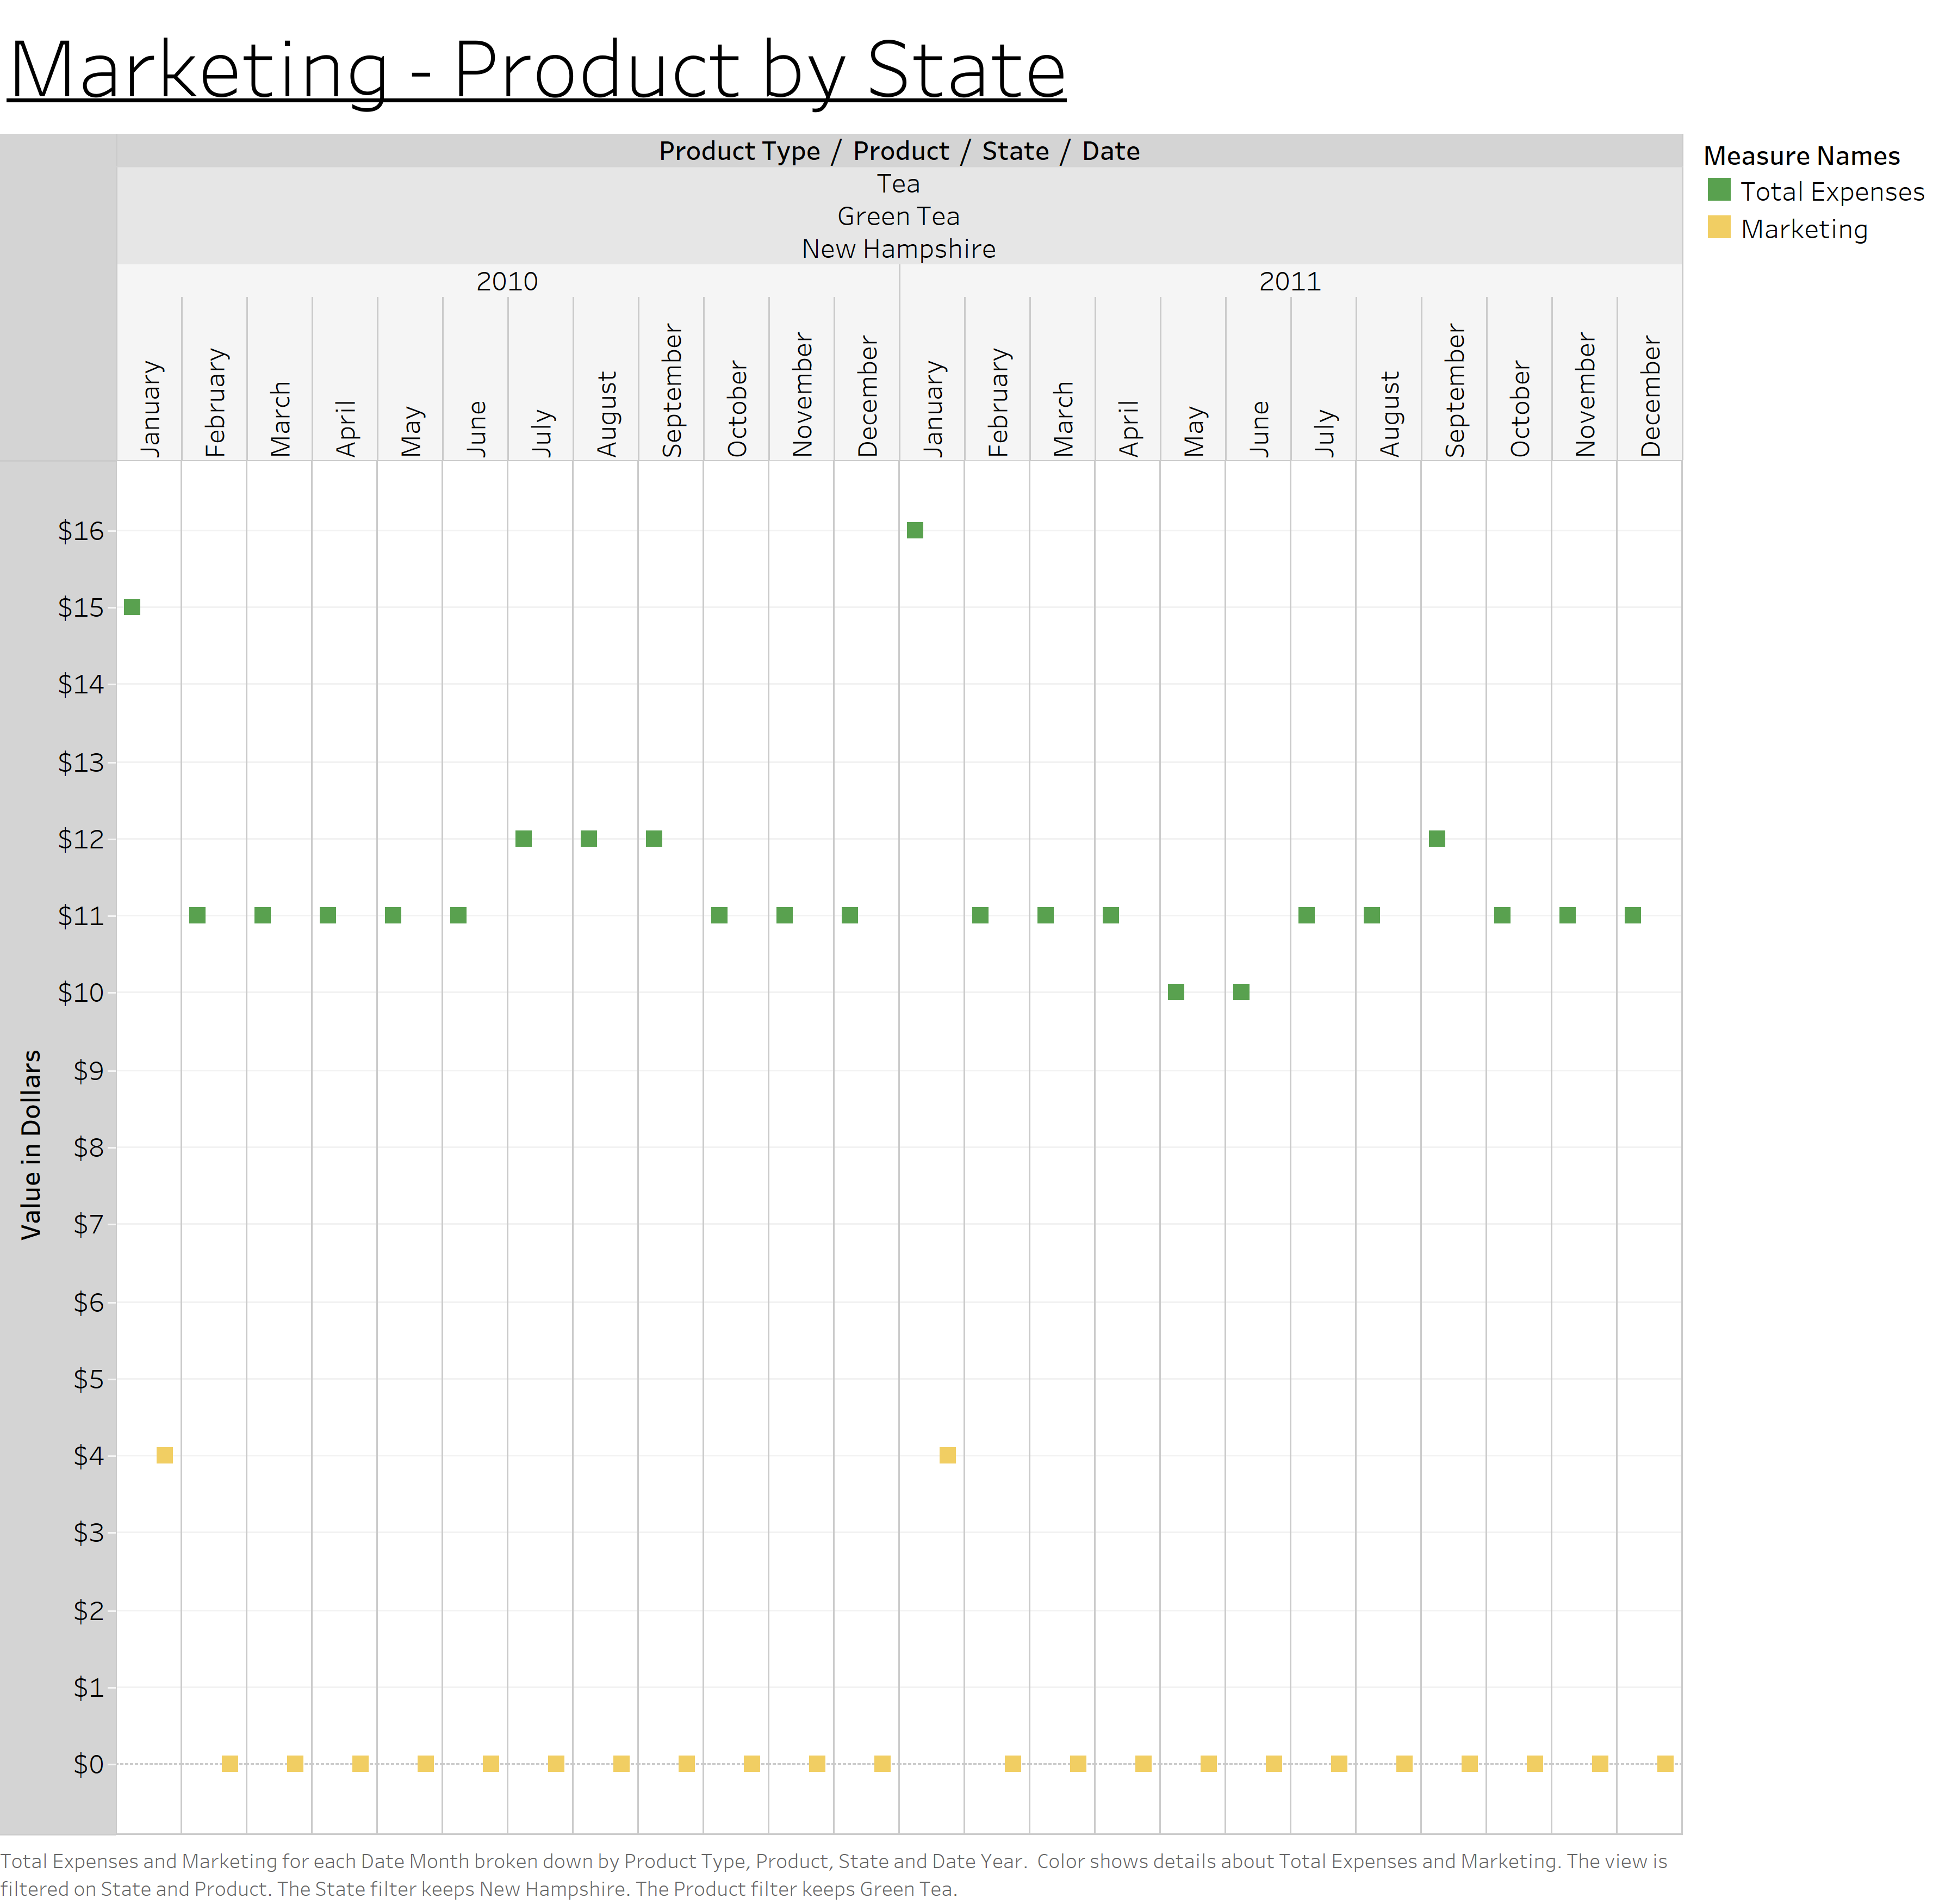 Marketing - Product by State
Product Type / Product / State / Date
Tea
Green Tea
New Hampshire
2010
2011
January
February
March
April
May
June
July
August
September
October
November
December
January
February
March
April
May
June
July
August
September
October
November
December
Measure Names
Total Expenses
Marketing
Value in Dollars
$16
$15
$14
$13
$12
$11
$10
$9
$8
$7
$6
$5
$4
$3
$2
$1
$0
Total Expenses and Marketing for each Date Month broken down by Product Type, Product, State and Date Year.  Color shows details about Total Expenses and Marketing. The view is
filtered on State and Product. The State filter keeps New Hampshire. The Product filter keeps Green Tea.